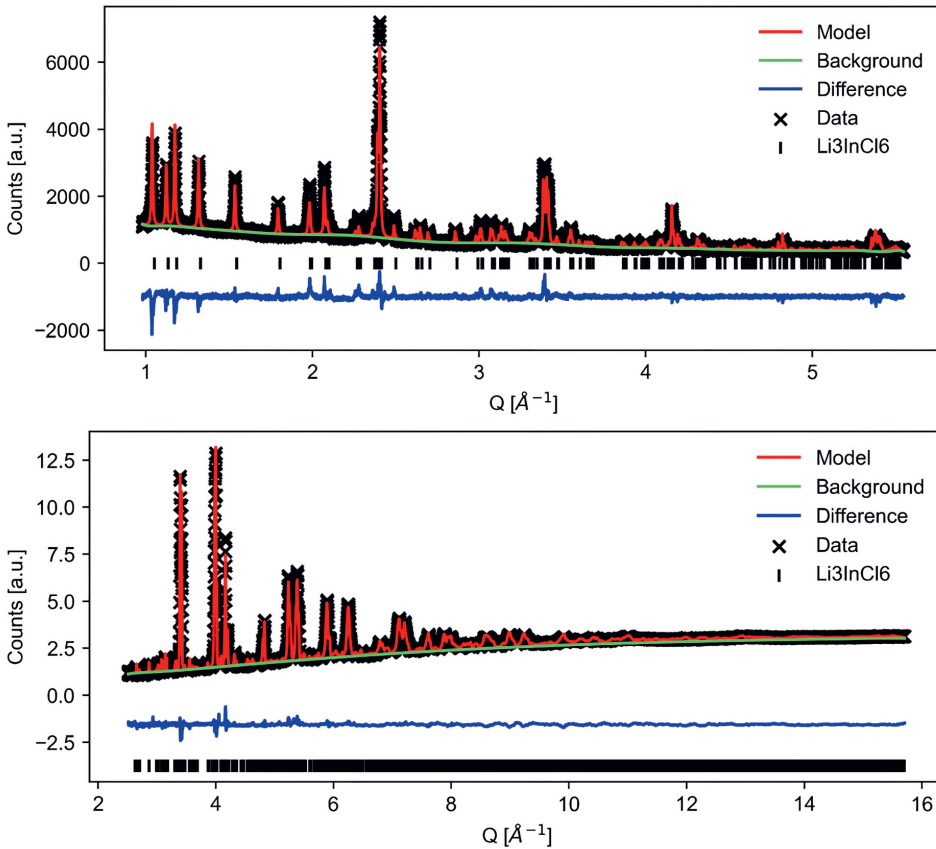 Counts [a.u.]
6000
4000
2000
0
−2000
Model
Background
Difference
Data
Li3InCl6
1 2 3 4 5
Q [Å⁻¹]
Counts [a.u.]
12.5
10.0
7.5
5.0
2.5
0.0
−2.5
Model
Background
Difference
Data
Li3InCl6
2 4 6 8 10 12 14 16
Q [Å⁻¹]